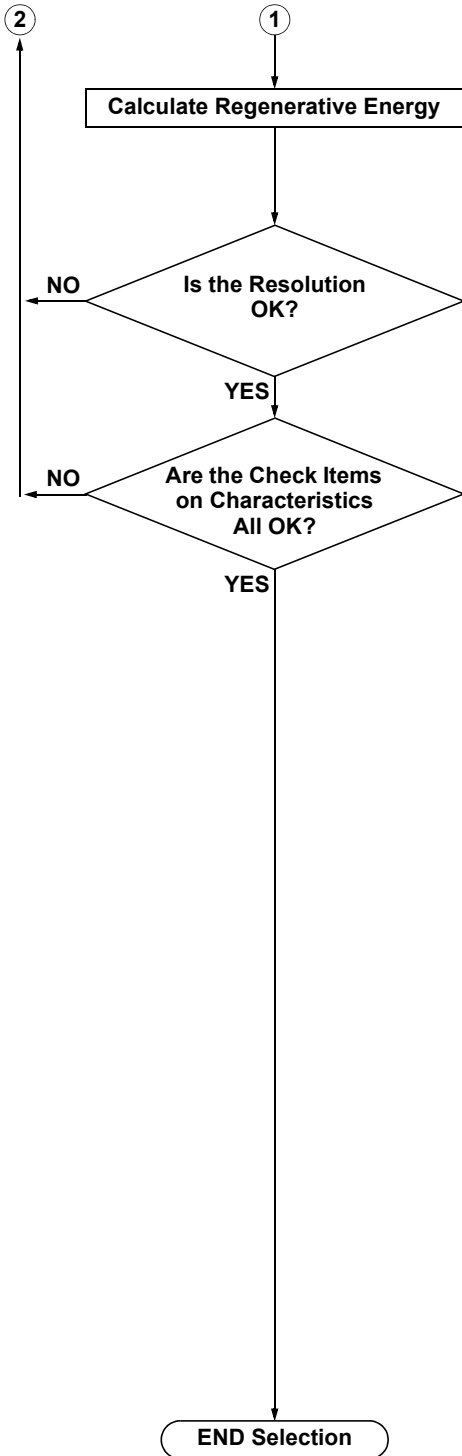 2
1
Calculate Regenerative Energy
NO
Is the Resolution
OK?
YES
NO
Are the Check Items
on Characteristics
All OK?
YES
END Selection